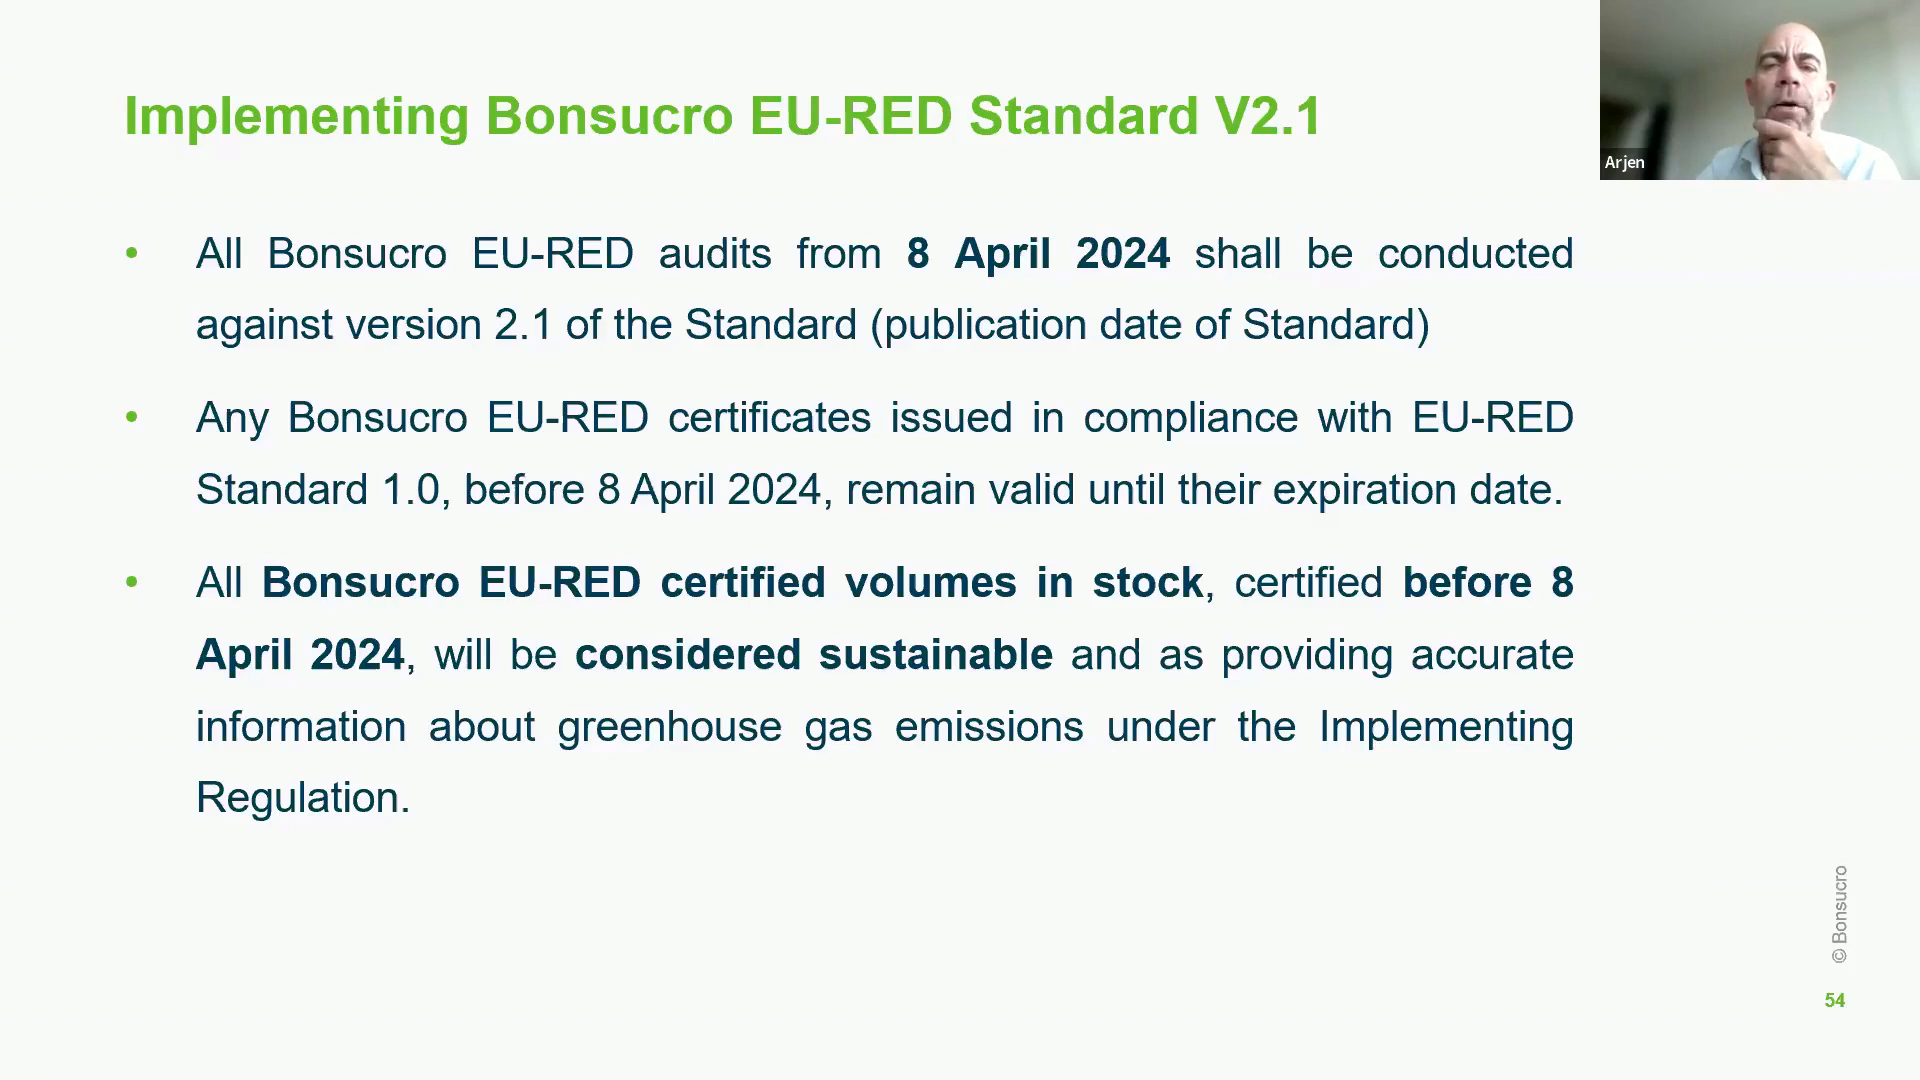 Implementing Bonsucro EU-RED Standard V2.1
Arjen
• All Bonsucro EU-RED audits from 8 April 2024 shall be conducted
against version 2.1 of the Standard (publication date of Standard)
• Any Bonsucro EU-RED certificates issued in compliance with EU-RED
Standard 1.0, before 8 April 2024, remain valid until their expiration date.
• All Bonsucro EU-RED certified volumes in stock, certified before 8
April 2024, will be considered sustainable and as providing accurate
information about greenhouse gas emissions under the Implementing
Regulation.
© Bonsucro
54